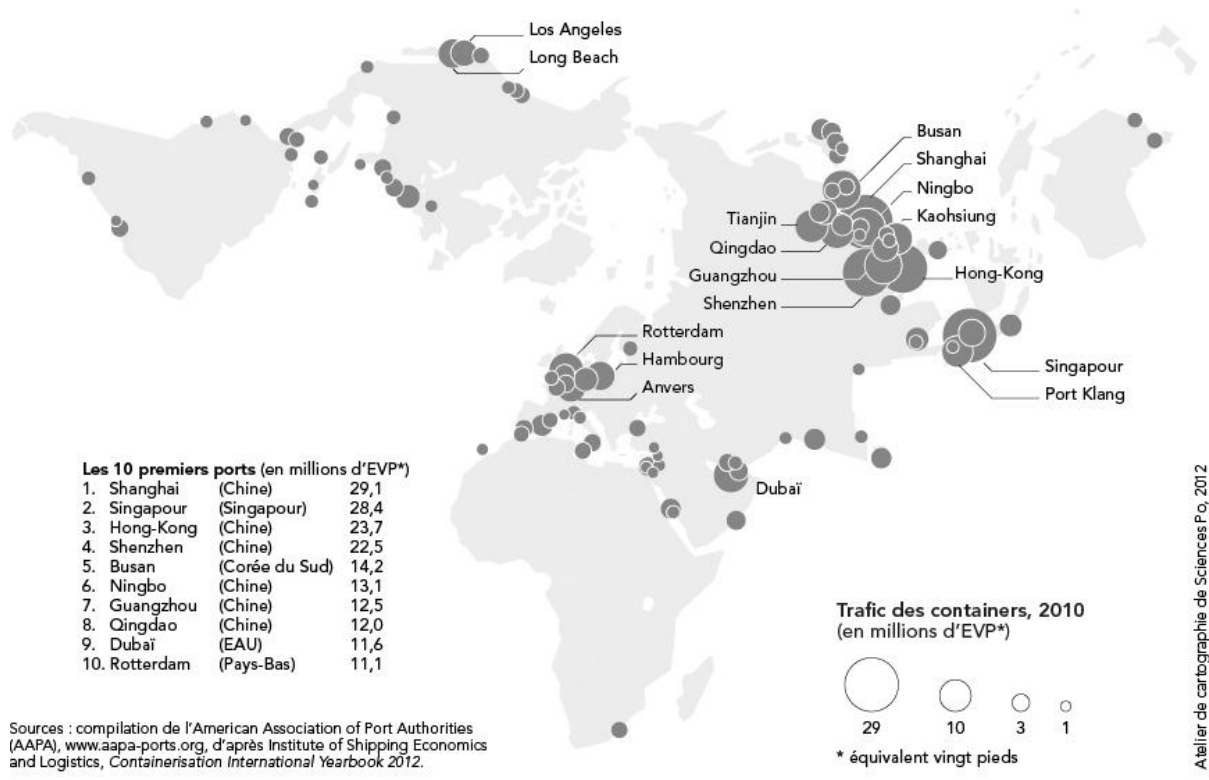 Los Angeles
Long Beach
Busan
Shanghai
Ningbo
Kaohsiung
Tianjin
Qingdao
Guangzhou
Hong-Kong
Shenzhen
Rotterdam
Hambourg
Anvers
Singapour
Port Klang
Dubaï
Les 10 premiers ports (en millions d'EVP*)
1. Shanghai (Chine) 29,1
2. Singapour (Singapour) 28,4
3. Hong-Kong (Chine) 23,7
4. Shenzhen (Chine) 22,5
5. Busan (Corée du Sud) 14,2
6. Ningbo (Chine) 13,1
7. Guangzhou (Chine) 12,5
8. Qingdao (Chine) 12,0
9. Dubaï (EAU) 11,6
10. Rotterdam (Pays-Bas) 11,1
Trafic des containers, 2010
(en millions d'EVP*)
29 10 3 1
* équivalent vingt pieds
Sources : compilation de l'American Association of Port Authorities
(AAPA), www.aapa-ports.org, d'après Institute of Shipping Economics
and Logistics, Containerisation International Yearbook 2012.
Atelier de cartographie de Sciences Po, 2012